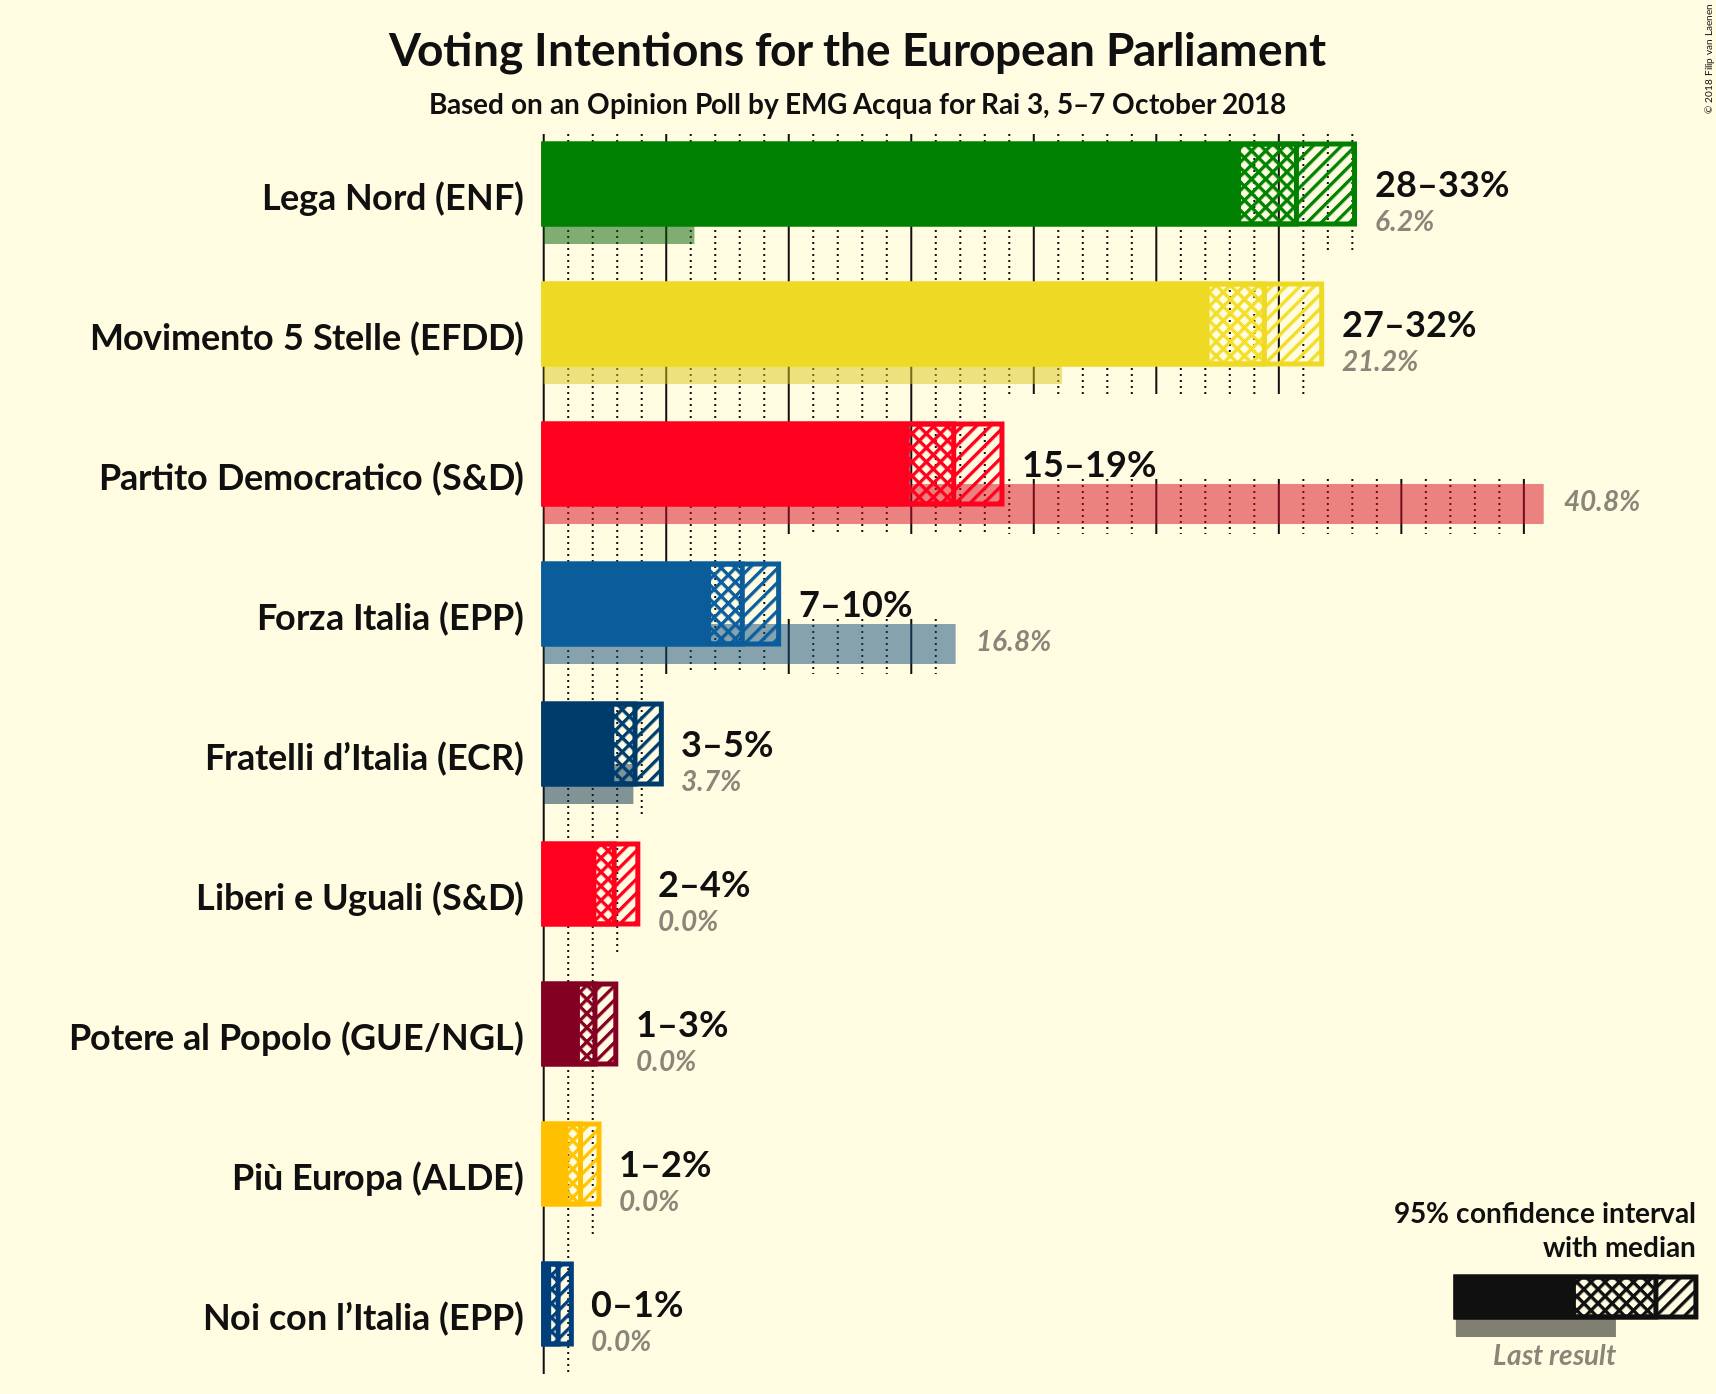 Voting Intentions for the European Parliament
Based on an Opinion Poll by EMG Acqua for Rai 3, 5–7 October 2018
© 2018 Filip van Laenen
Lega Nord (ENF)
28–33%
6.2%
Movimento 5 Stelle (EFDD)
27–32%
21.2%
Partito Democratico (S&D)
15–19%
40.8%
Forza Italia (EPP)
7–10%
16.8%
Fratelli d’Italia (ECR)
3–5%
3.7%
Liberi e Uguali (S&D)
2–4%
0.0%
Potere al Popolo (GUE/NGL)
1–3%
0.0%
Più Europa (ALDE)
1–2%
0.0%
Noi con l’Italia (EPP)
0–1%
0.0%
95% confidence interval
with median
Last result